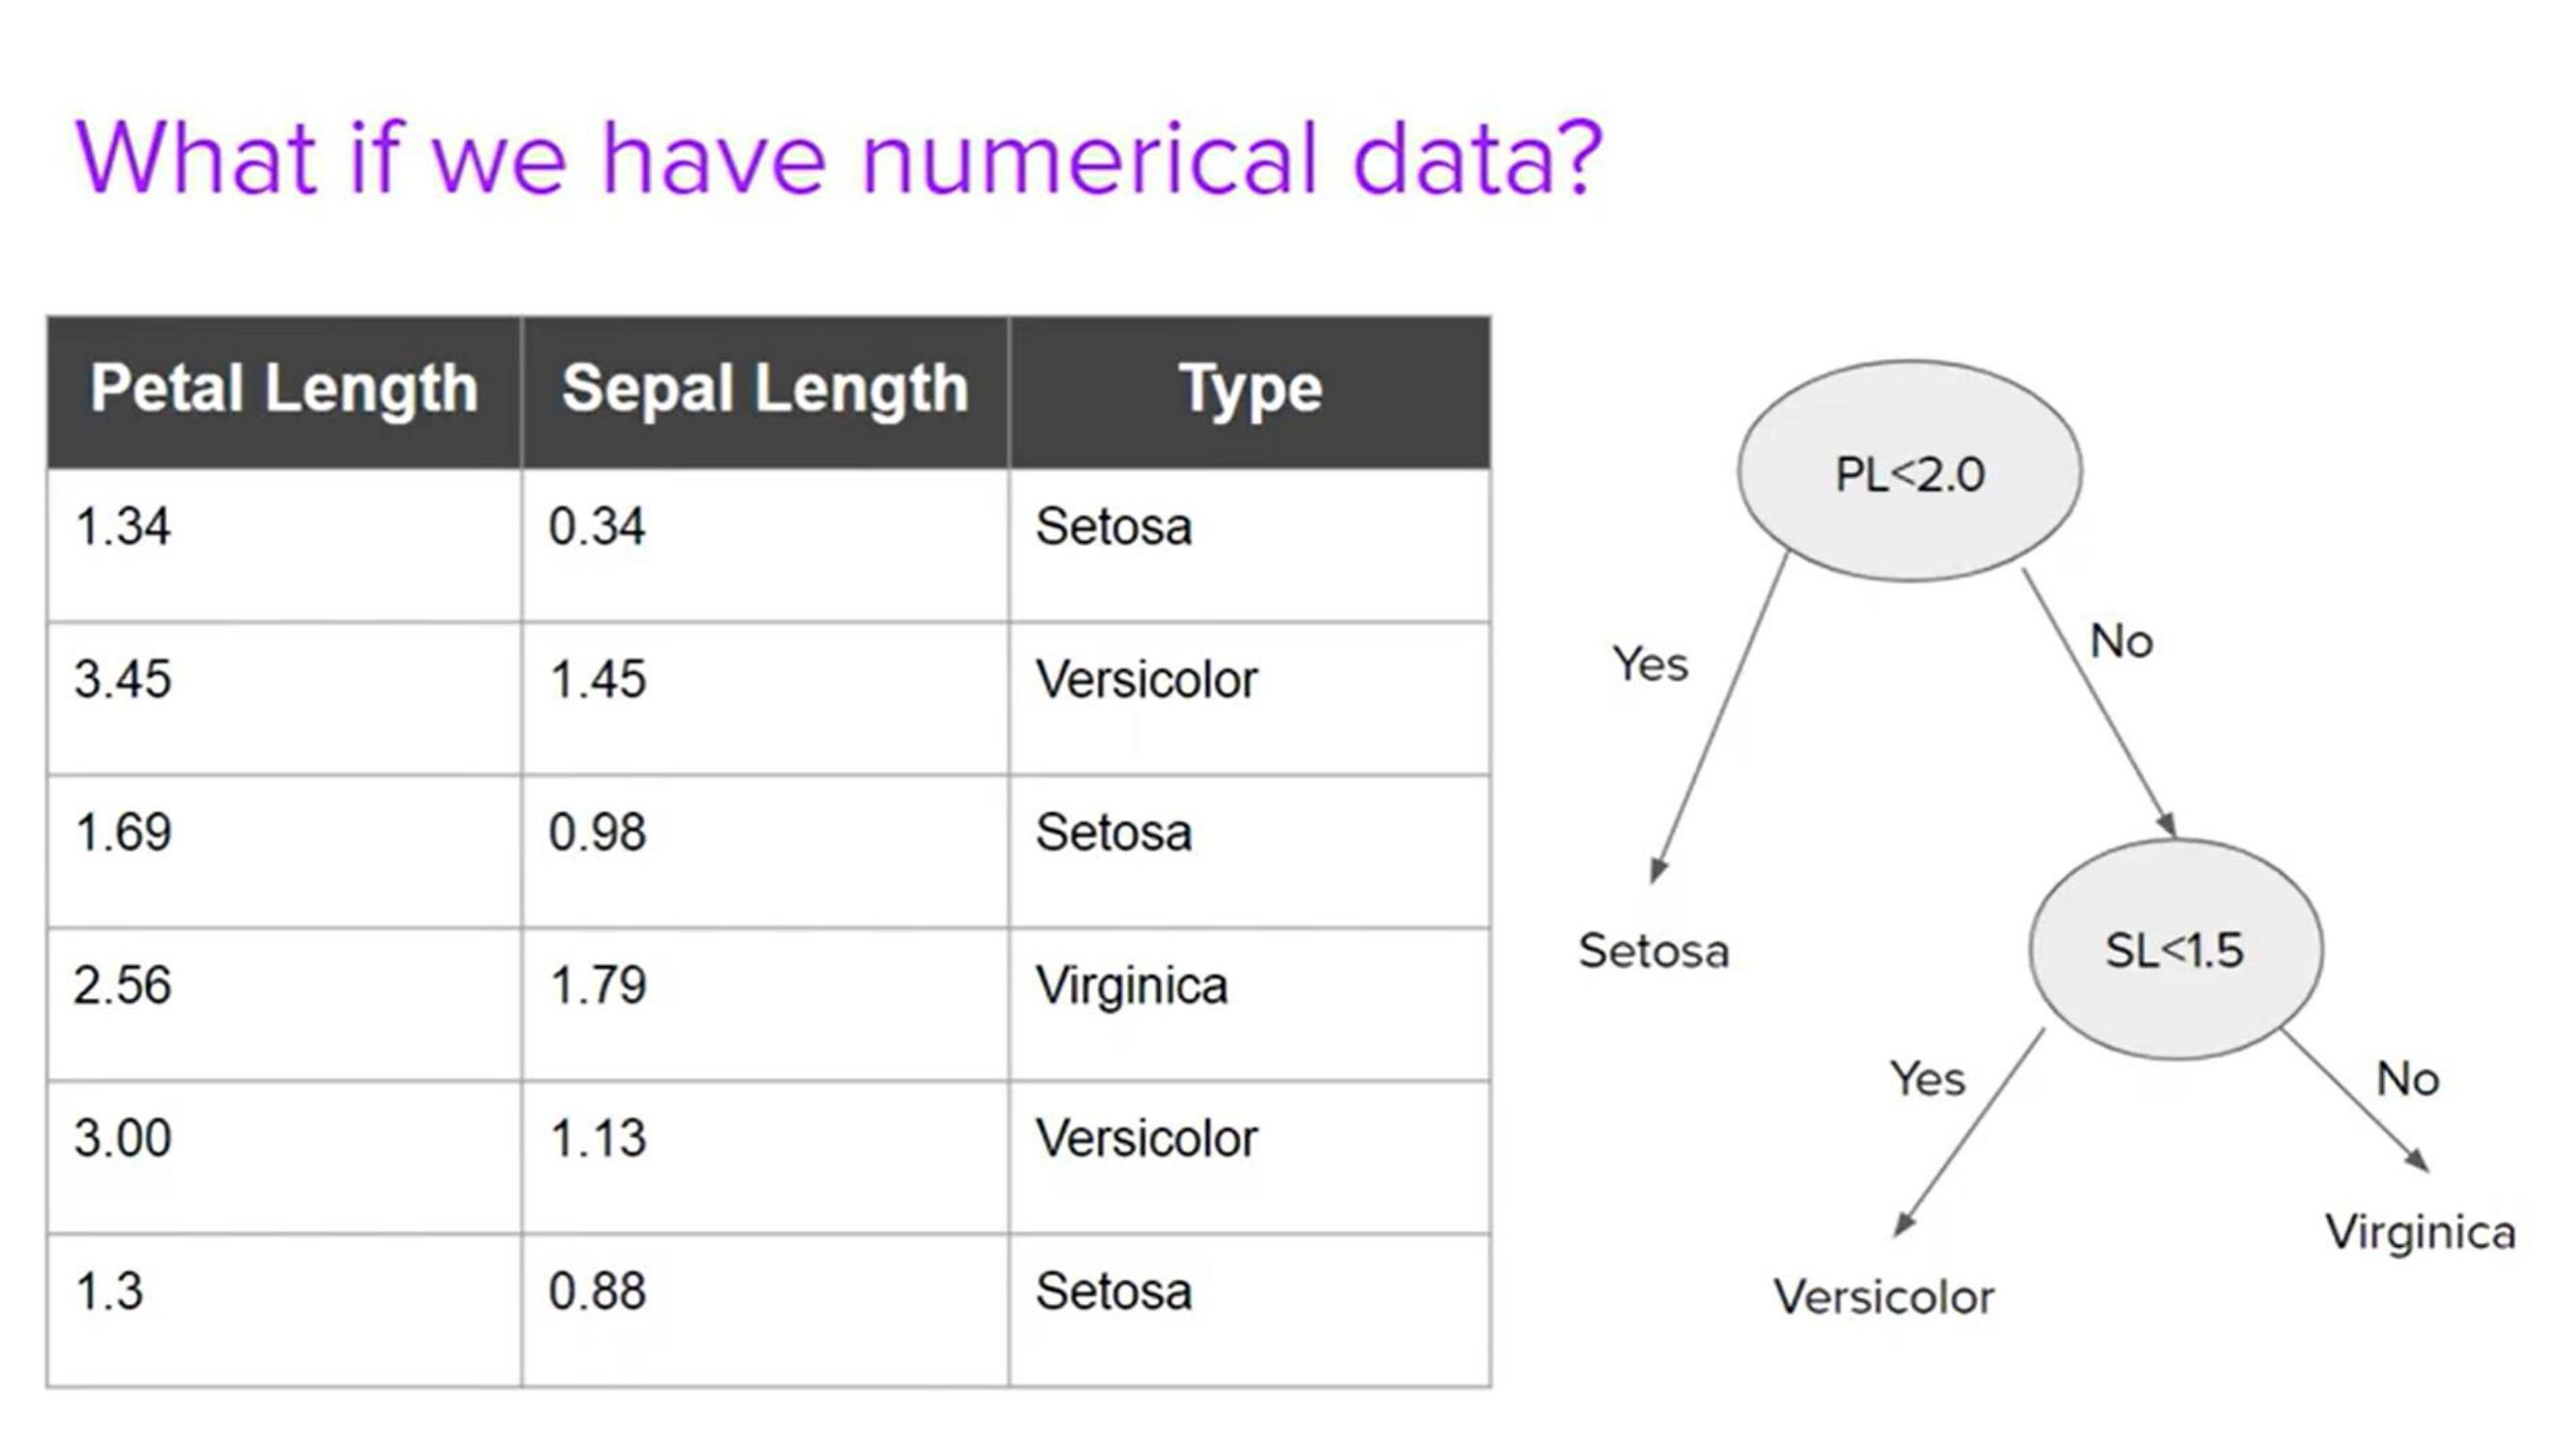 What if we have numerical data?
Petal Length Sepal Length Type
1.34 0.34 Setosa
3.45 1.45 Versicolor
1.69 0.98 Setosa
2.56 1.79 Virginica
3.00 1.13 Versicolor
1.3 0.88 Setosa
PL<2.0
Yes No
Setosa
SL<1.5
Yes No
Versicolor
Virginica